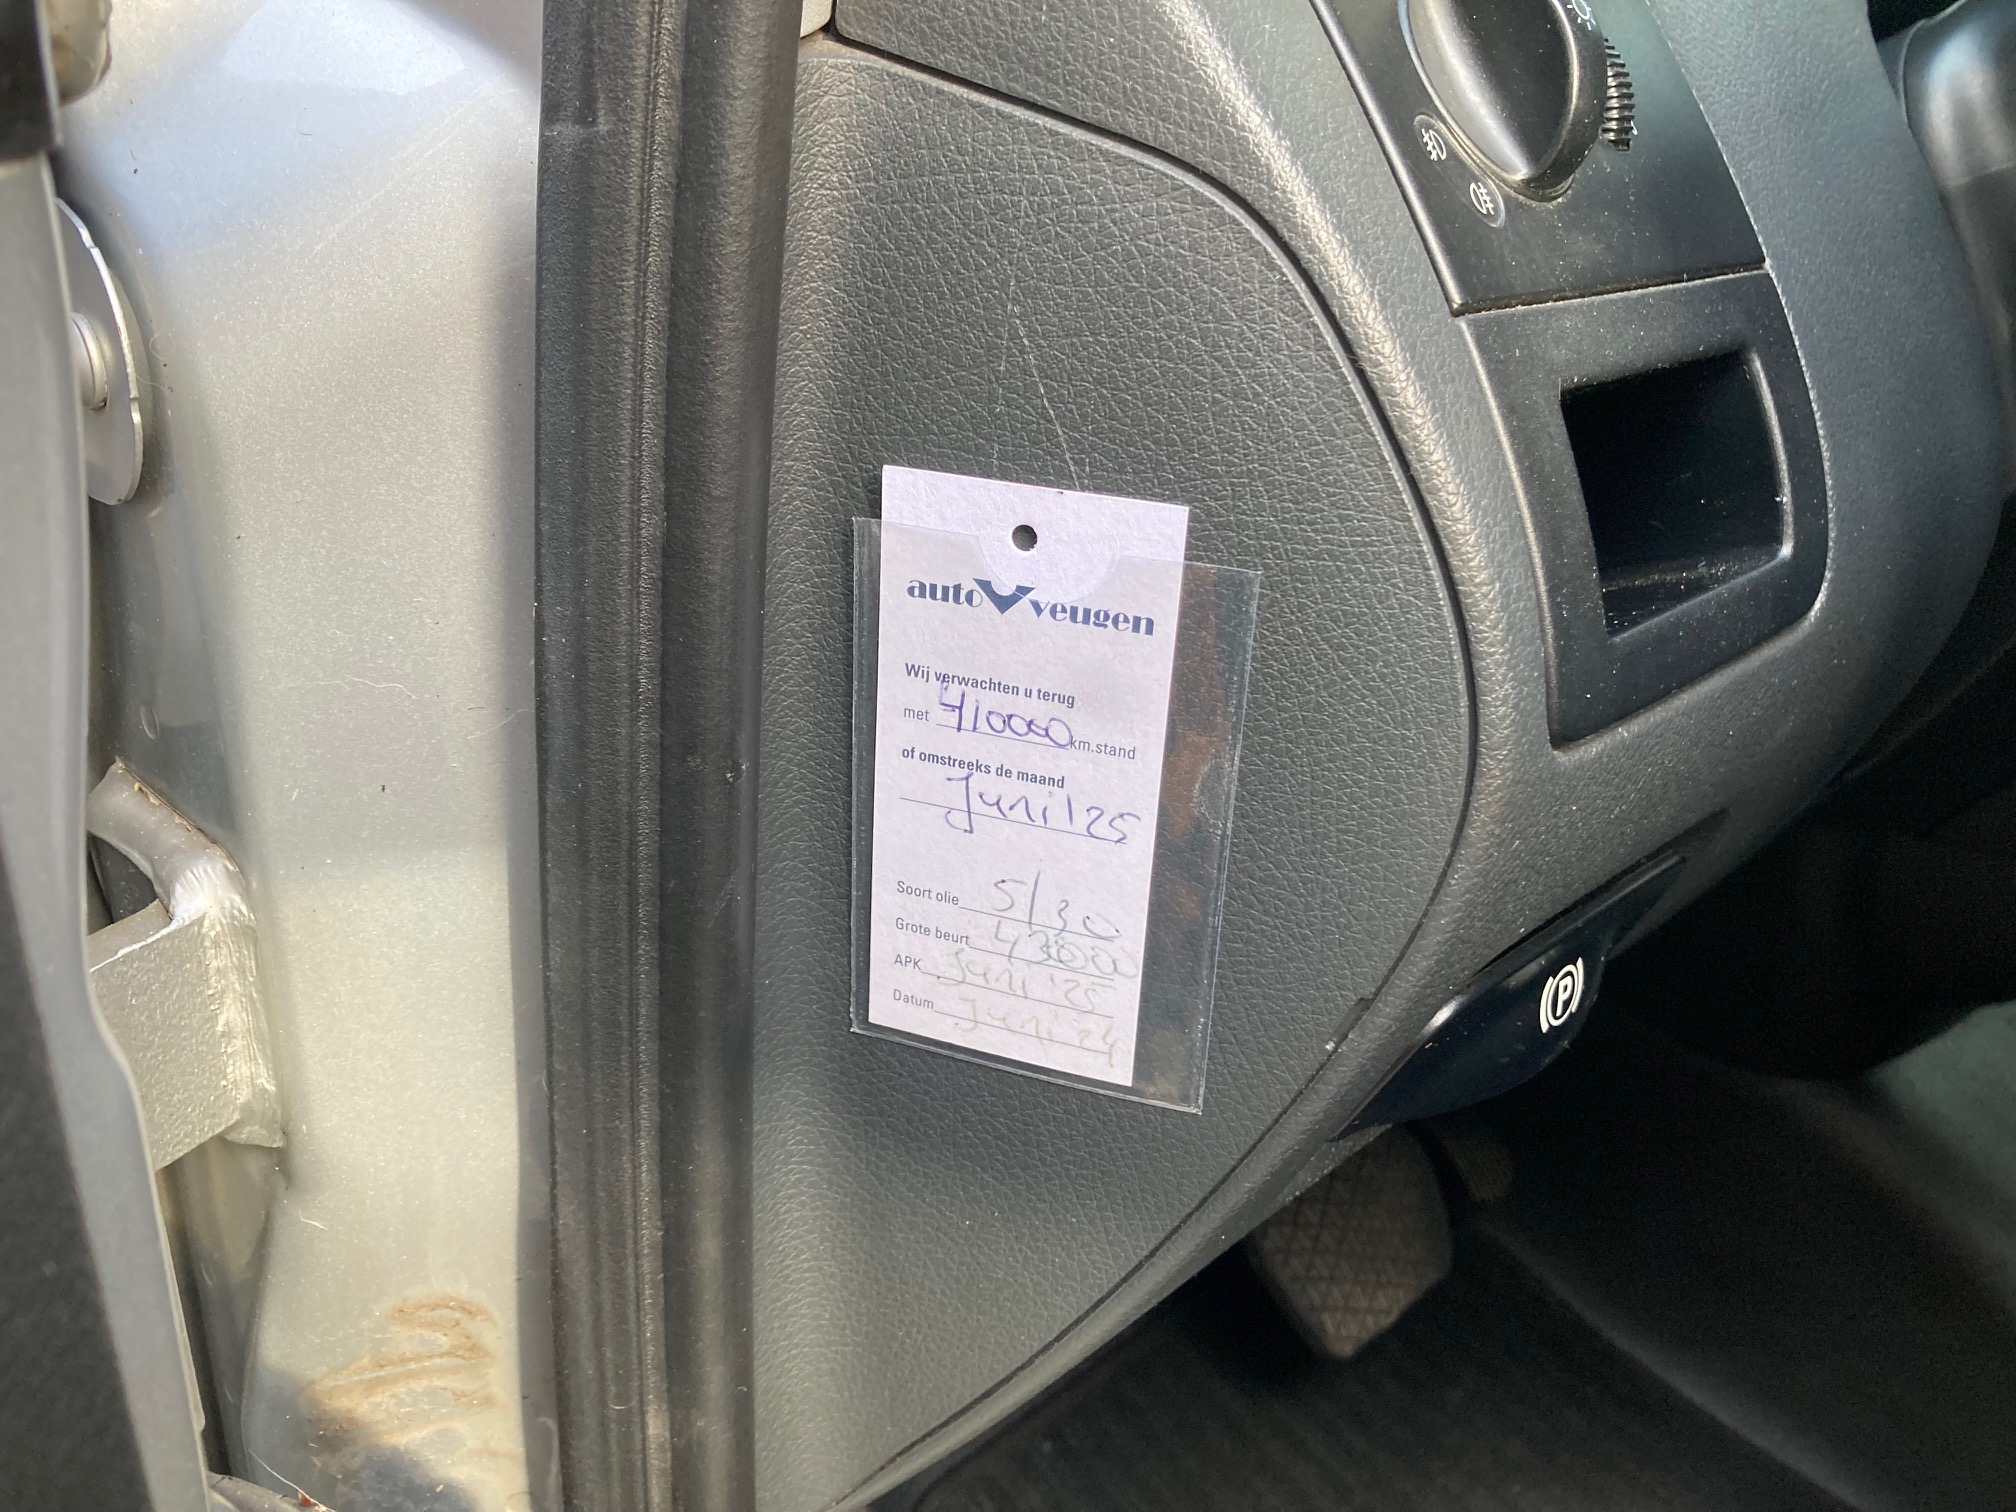 auto veugen
Wij verwachten u terug
met 410000 km.stand
of omstreeks de maand
Juni '25
Soort olie 5/30
Grote beurt 430000
APK Juni '25
Datum Juni 24
P